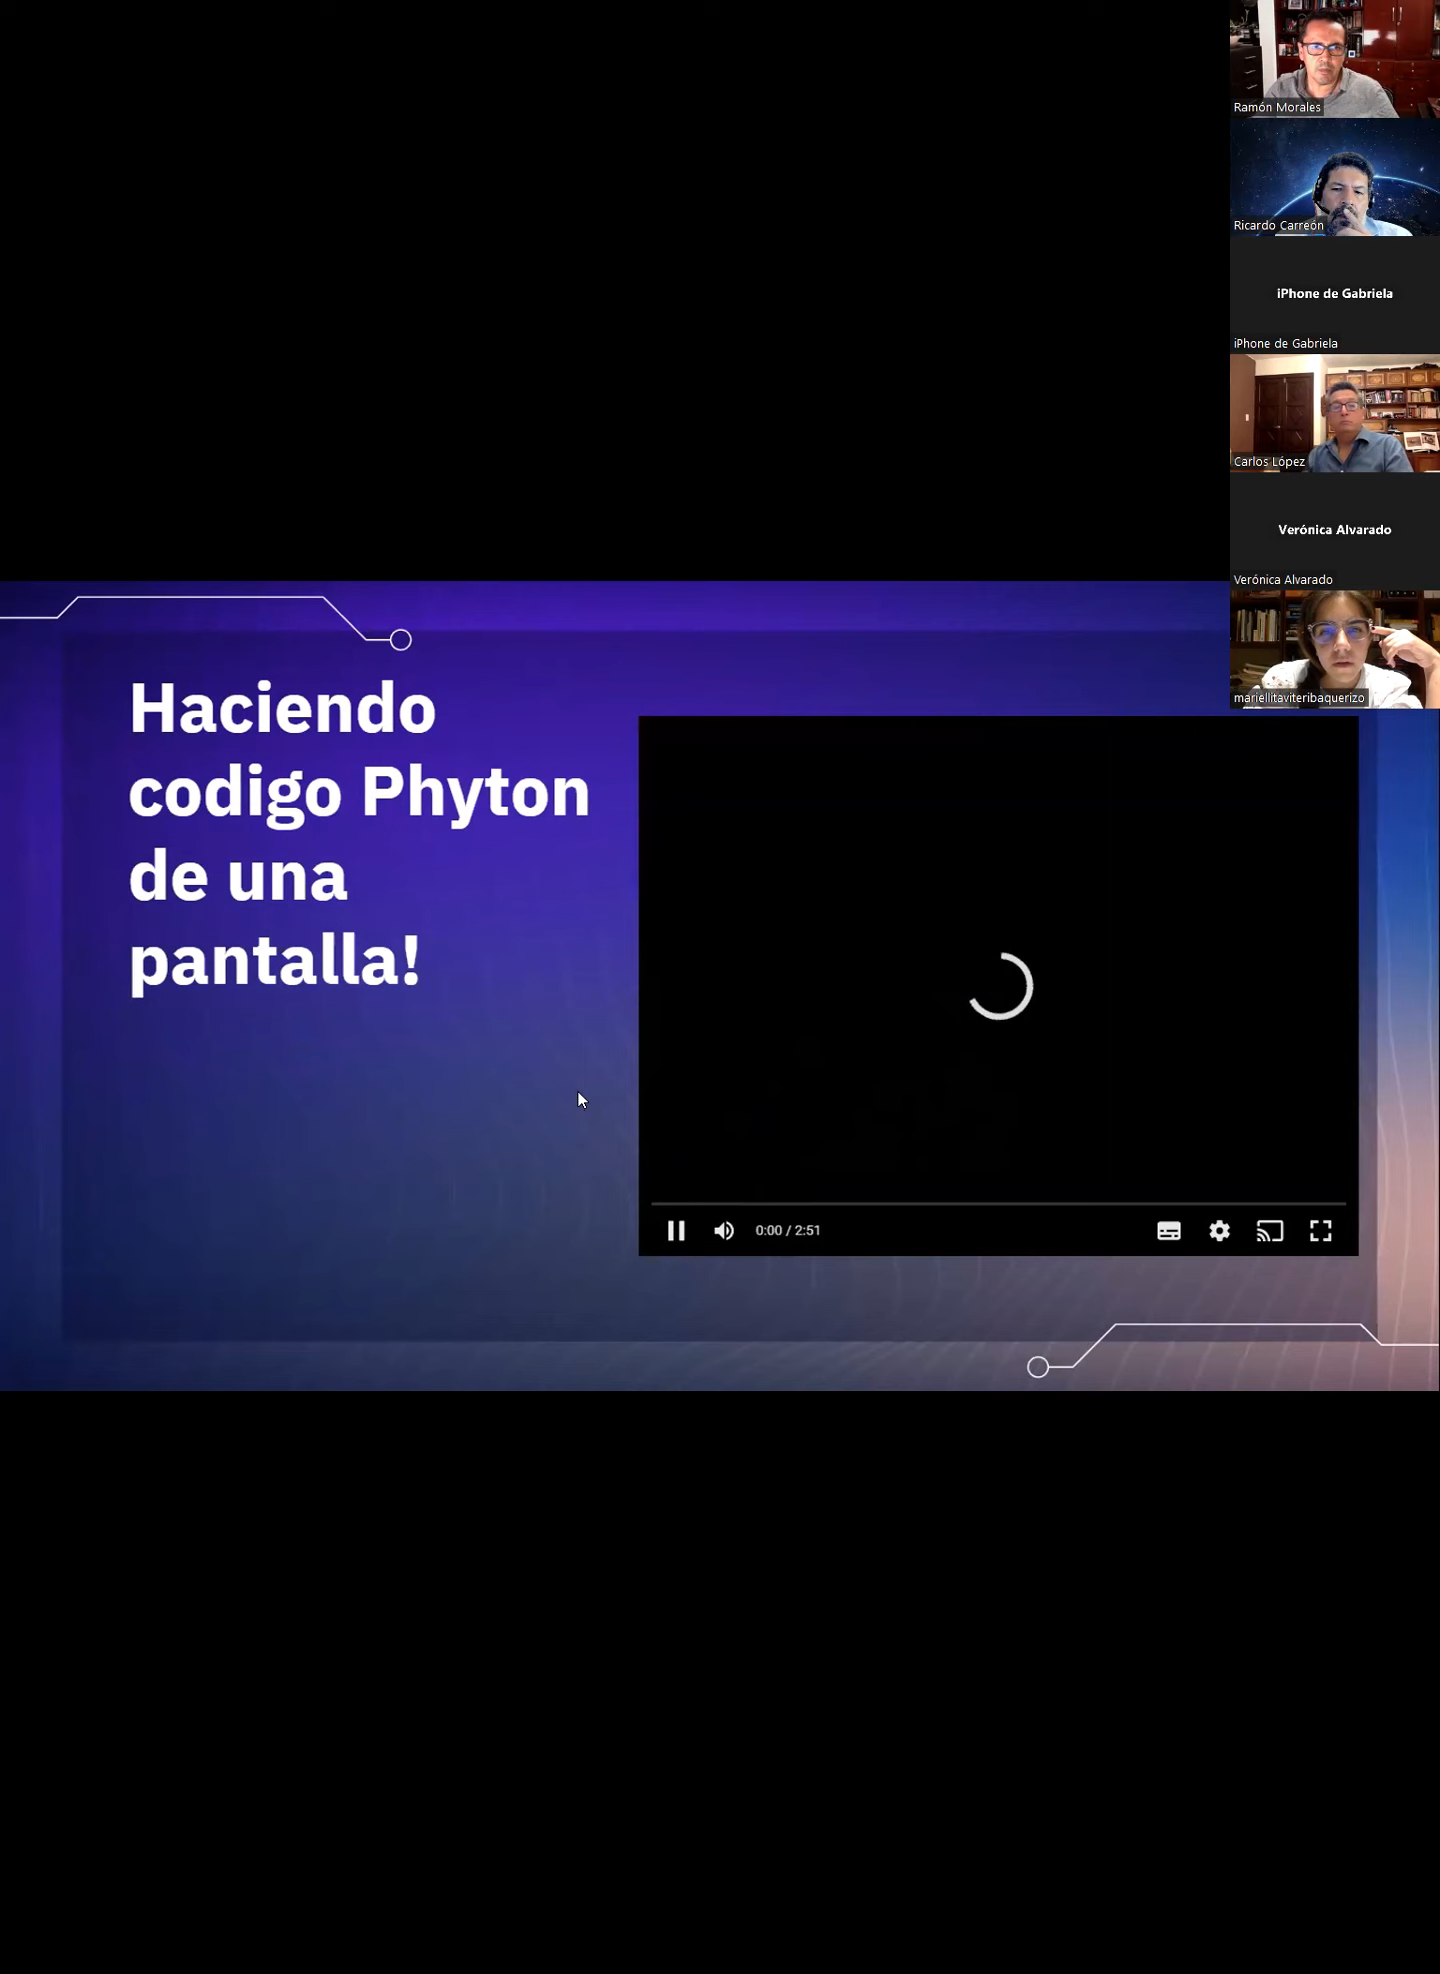 Ramón Morales
Ricardo Carreón
iPhone de Gabriela
iPhone de Gabriela
Carlos López
Verónica Alvarado
Verónica Alvarado
mariellitaviteribaquerizo
Haciendo
codigo Phyton
de una
pantalla!
0:00 / 2:51